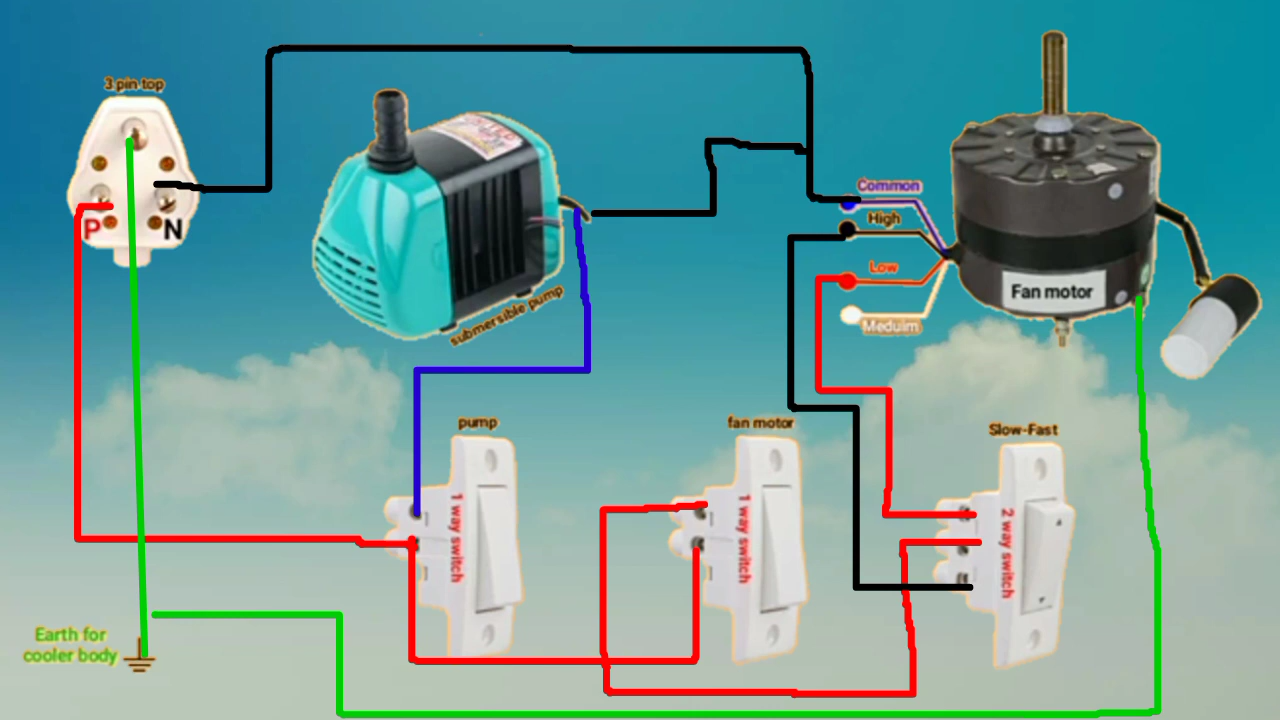 3 pin top
P
N
submersible pump
Common
High
Low
Meduim
Fan motor
pump
fan motor
Slow-Fast
1 way switch
1 way switch
2 way switch
Earth for
cooler body